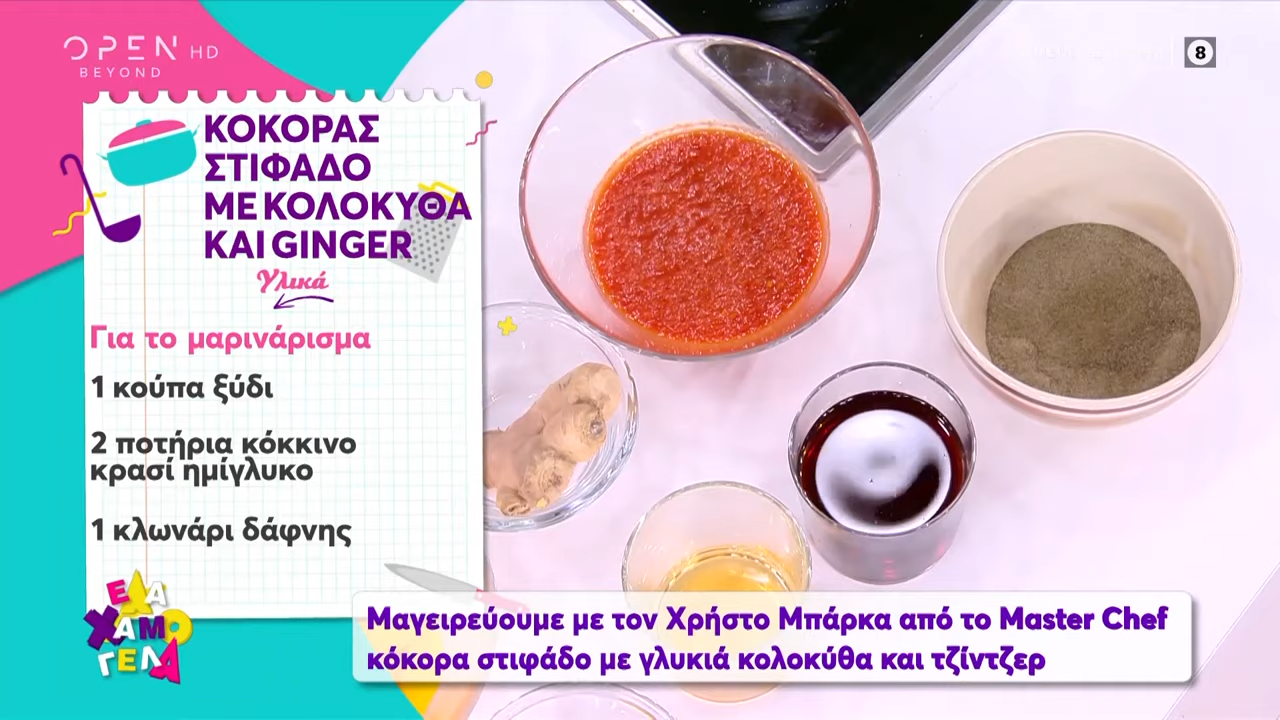 OPEN HD
BEYOND
8
ΚΟΚΟΡΑΣ
ΣΤΙΦΑΔΟ
ΜΕ ΚΟΛΟΚΥΘΑ
ΚΑΙ GINGER
Υλικά
Για το μαρινάρισμα
1 κούπα ξύδι
2 ποτήρια κόκκινο
κρασί ημίγλυκο
1 κλωνάρι δάφνης
ΕΛΑ
ΧΑΜΟ
ΓΕΛΑ
Μαγειρεύουμε με τον Χρήστο Μπάρκα από το Master Chef
κόκορα στιφάδο με γλυκιά κολοκύθα και τζίντζερ